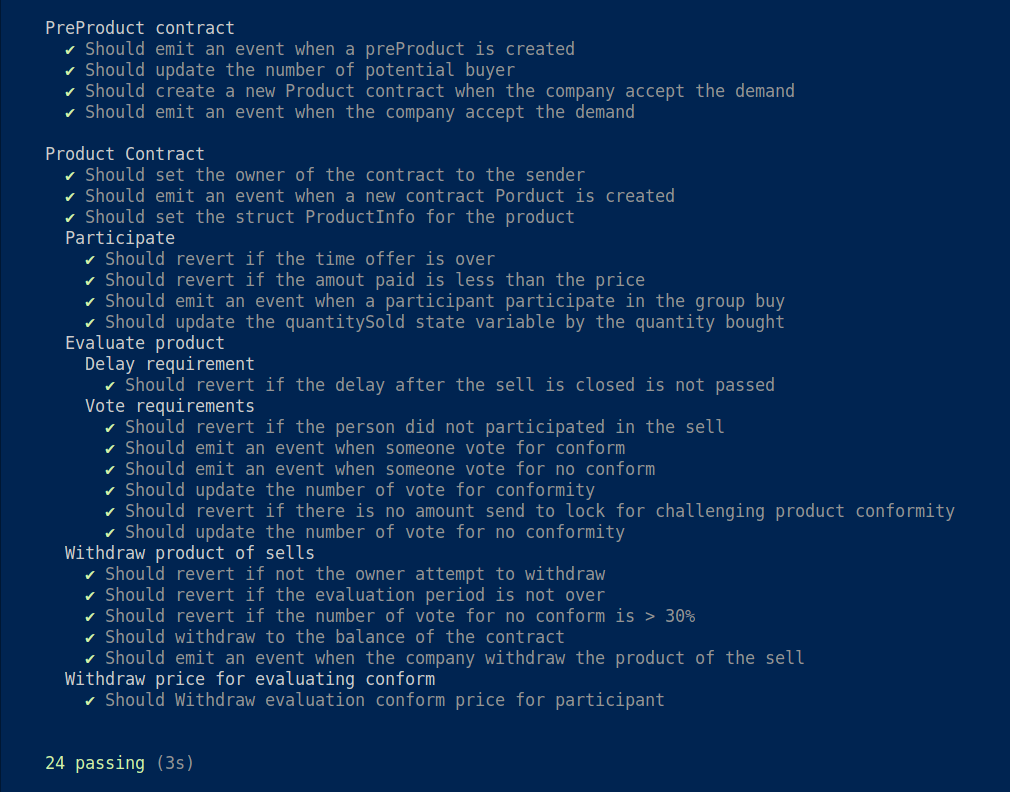 PreProduct contract
✔ Should emit an event when a preProduct is created
✔ Should update the number of potential buyer
✔ Should create a new Product contract when the company accept the demand
✔ Should emit an event when the company accept the demand
Product Contract
✔ Should set the owner of the contract to the sender
✔ Should emit an event when a new contract Porduct is created
✔ Should set the struct ProductInfo for the product
Participate
✔ Should revert if the time offer is over
✔ Should revert if the amout paid is less than the price
✔ Should emit an event when a participant participate in the group buy
✔ Should update the quantitySold state variable by the quantity bought
Evaluate product
Delay requirement
✔ Should revert if the delay after the sell is closed is not passed
Vote requirements
✔ Should revert if the person did not participated in the sell
✔ Should emit an event when someone vote for conform
✔ Should emit an event when someone vote for no conform
✔ Should update the number of vote for conformity
✔ Should revert if there is no amount send to lock for challenging product conformity
✔ Should update the number of vote for no conformity
Withdraw product of sells
✔ Should revert if not the owner attempt to withdraw
✔ Should revert if the evaluation period is not over
✔ Should revert if the number of vote for no conform is > 30%
✔ Should withdraw to the balance of the contract
✔ Should emit an event when the company withdraw the product of the sell
Withdraw price for evaluating conform
✔ Should Withdraw evaluation conform price for participant
24 passing (3s)